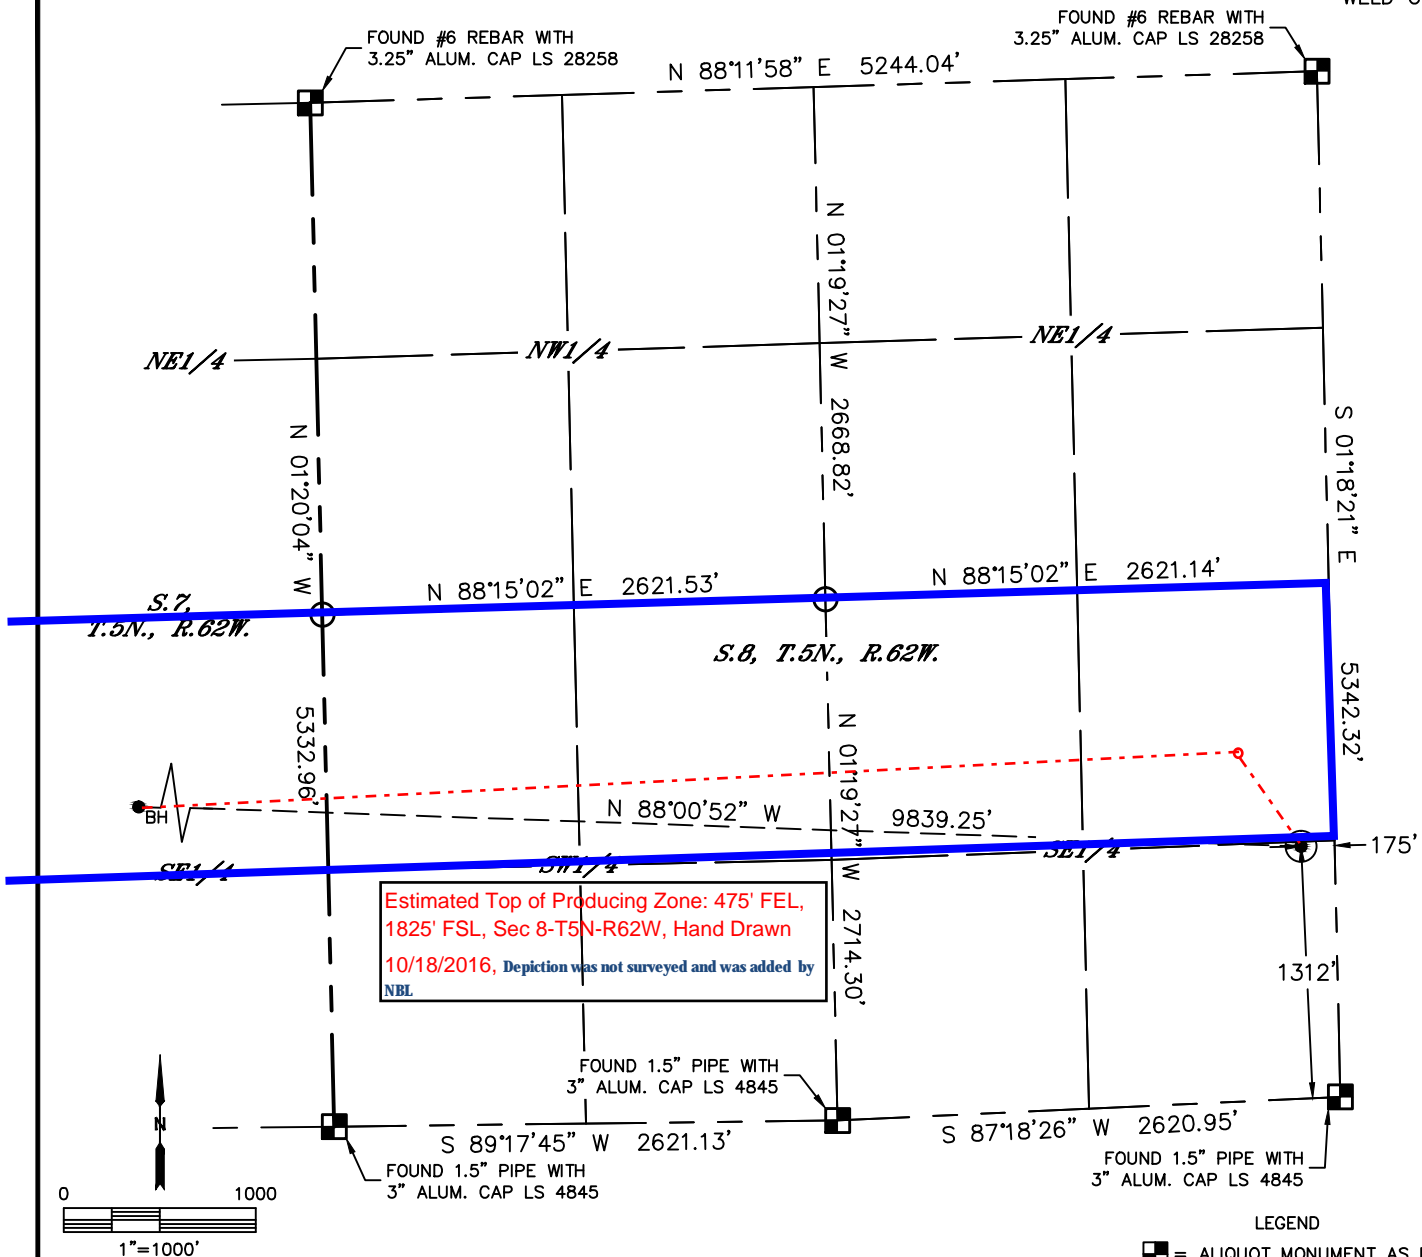 FOUND #6 REBAR WITH
3.25" ALUM. CAP LS 28258
FOUND #6 REBAR WITH
3.25" ALUM. CAP LS 28258
N 88°11'58" E 5244.04'
N 01°19'27" W 2668.82'
NE1/4
NW1/4
NE1/4
N 01°20'04" W
5332.96'
S 01°18'21" E
5342.32'
N 88°15'02" E 2621.53'
N 88°15'02" E 2621.14'
S.7,
T.5N., R.62W.
S.8, T.5N., R.62W.
BH
N 88°00'52" W 9839.25'
N 01°19'27" W 2714.30'
SE1/4
SW1/4
SE1/4
175'
Estimated Top of Producing Zone: 475' FEL,
1825' FSL, Sec 8-T5N-R62W, Hand Drawn
10/18/2016, Depiction was not surveyed and was added by
NBL
1312'
FOUND 1.5" PIPE WITH
3" ALUM. CAP LS 4845
N
S 89°17'45" W 2621.13'
S 87°18'26" W 2620.95'
FOUND 1.5" PIPE WITH
3" ALUM. CAP LS 4845
FOUND 1.5" PIPE WITH
3" ALUM. CAP LS 4845
0 1000
1"=1000'
LEGEND
= ALIQUOT MONUMENT AS